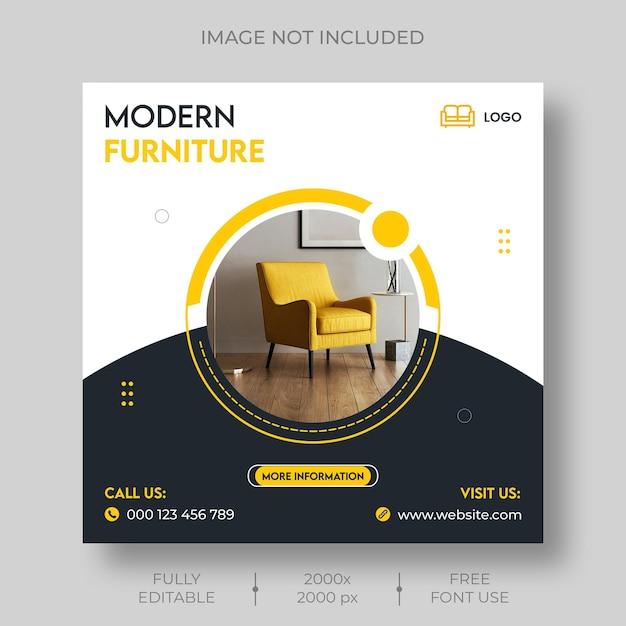 IMAGE NOT INCLUDED
MODERN
FURNITURE
LOGO
MORE INFORMATION
CALL US:
000 123 456 789
VISIT US:
www.website.com
FULLY
EDITABLE
2000x
2000 px
FREE
FONT USE